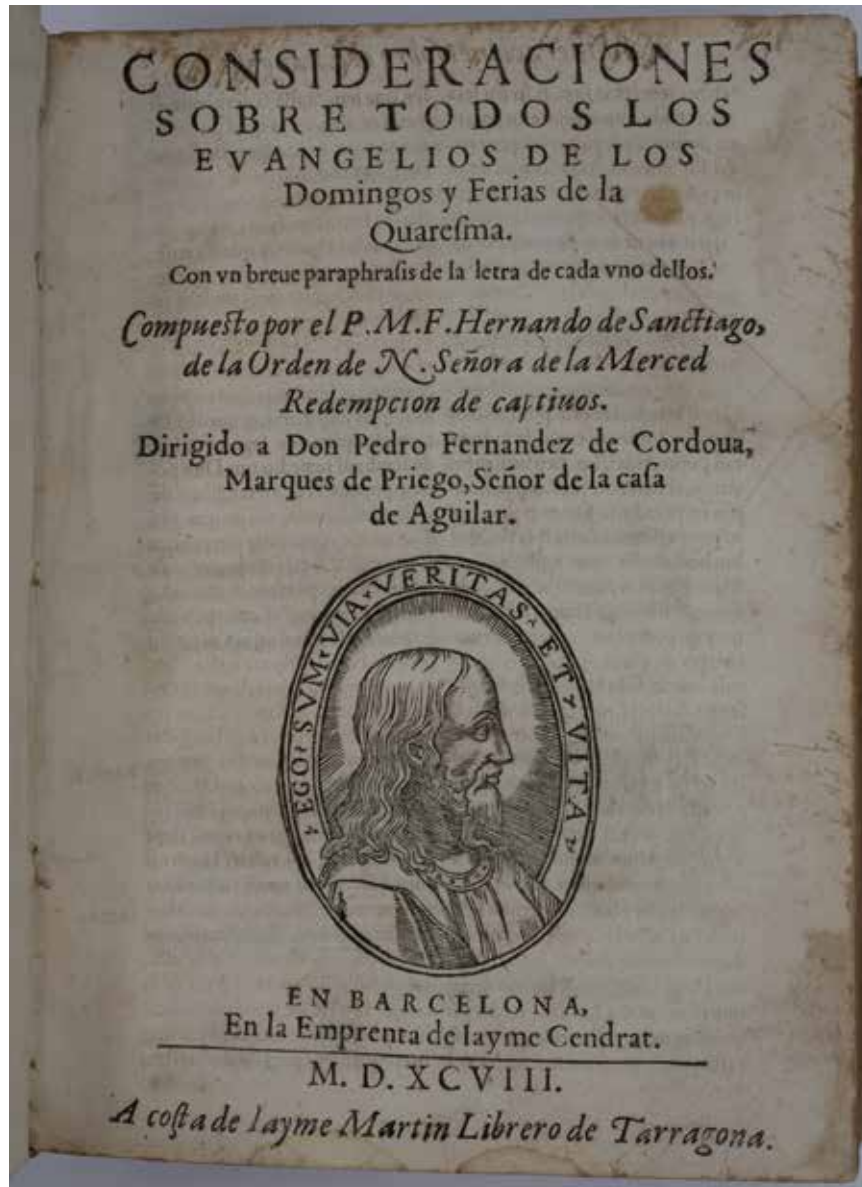 CONSIDERACIONES
SOBRE TODOS LOS
EVANGELIOS DE LOS
Domingos y Ferias de la
Quareſma.
Con vn breue paraphraſis de la letra de cada vno dellos.
Compueſto por el P. M. F. Hernando de Sanctiago,
de la Orden de N. Señora de la Merced
Redempcion de captiuos.
Dirigido a Don Pedro Fernandez de Cordoua,
Marques de Priego, Señor de la caſa
de Aguilar.
EGO SVM VIA VERITAS ET VITA
EN BARCELONA,
En la Emprenta de Iayme Cendrat.
M. D. XCVIII.
A coſta de Iayme Martin Librero de Tarragona.